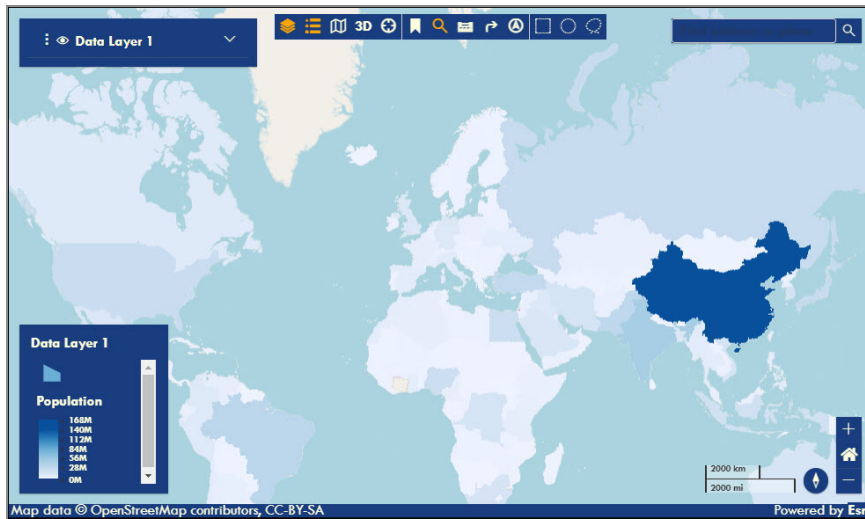 Data Layer 1
3D
Data Layer 1
Population
168M
140M
112M
84M
56M
28M
0M
2000 km
2000 mi
Map data © OpenStreetMap contributors, CC-BY-SA
Powered by Esri